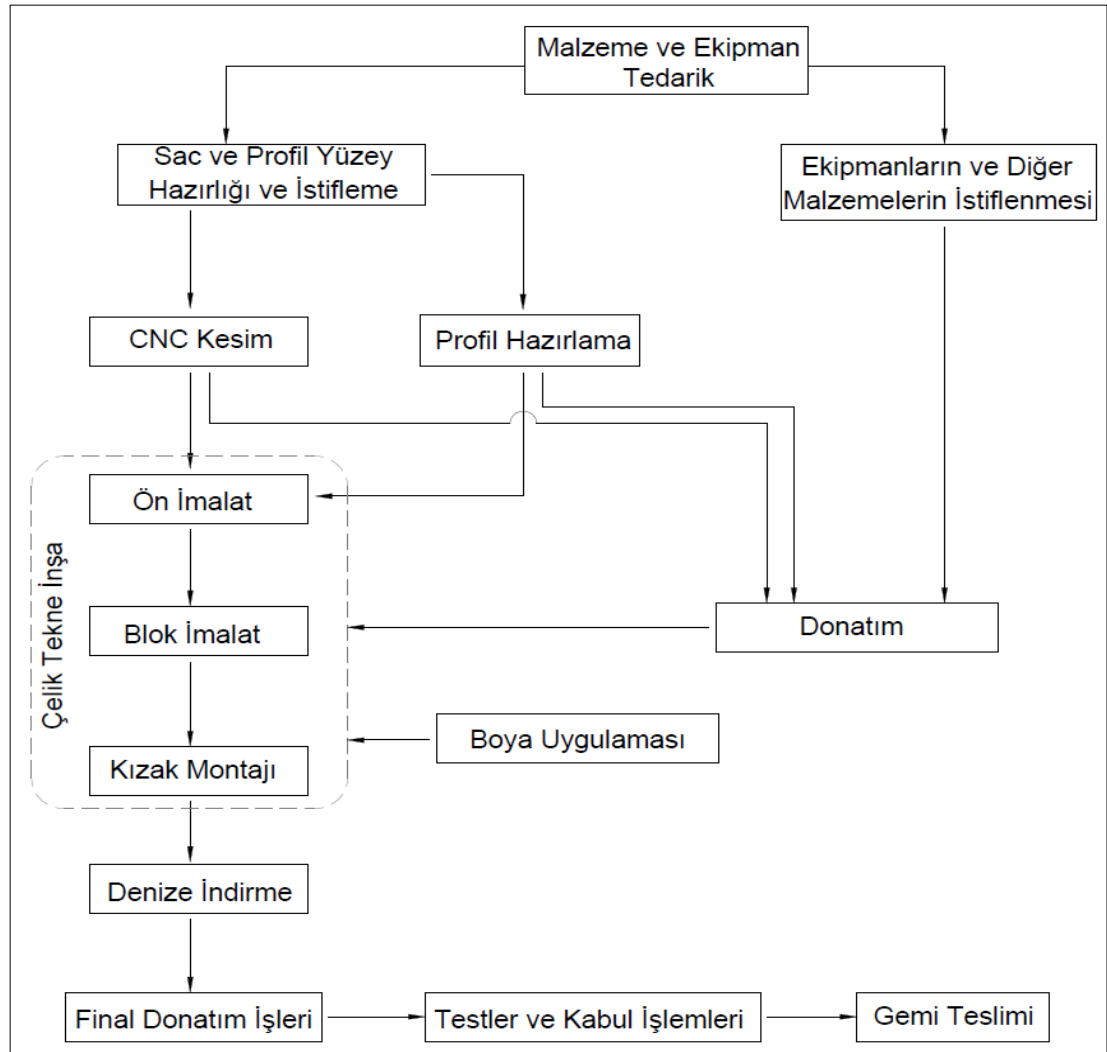 Malzeme ve Ekipman
Tedarik
Sac ve Profil Yüzey
Hazırlığı ve İstifleme
Ekipmanların ve Diğer
Malzemelerin İstiflenmesi
CNC Kesim
Profil Hazırlama
Çelik Tekne İnşa
Ön İmalat
Blok İmalat
Donatım
Boya Uygulaması
Kızak Montajı
Denize İndirme
Final Donatım İşleri
Testler ve Kabul İşlemleri
Gemi Teslimi